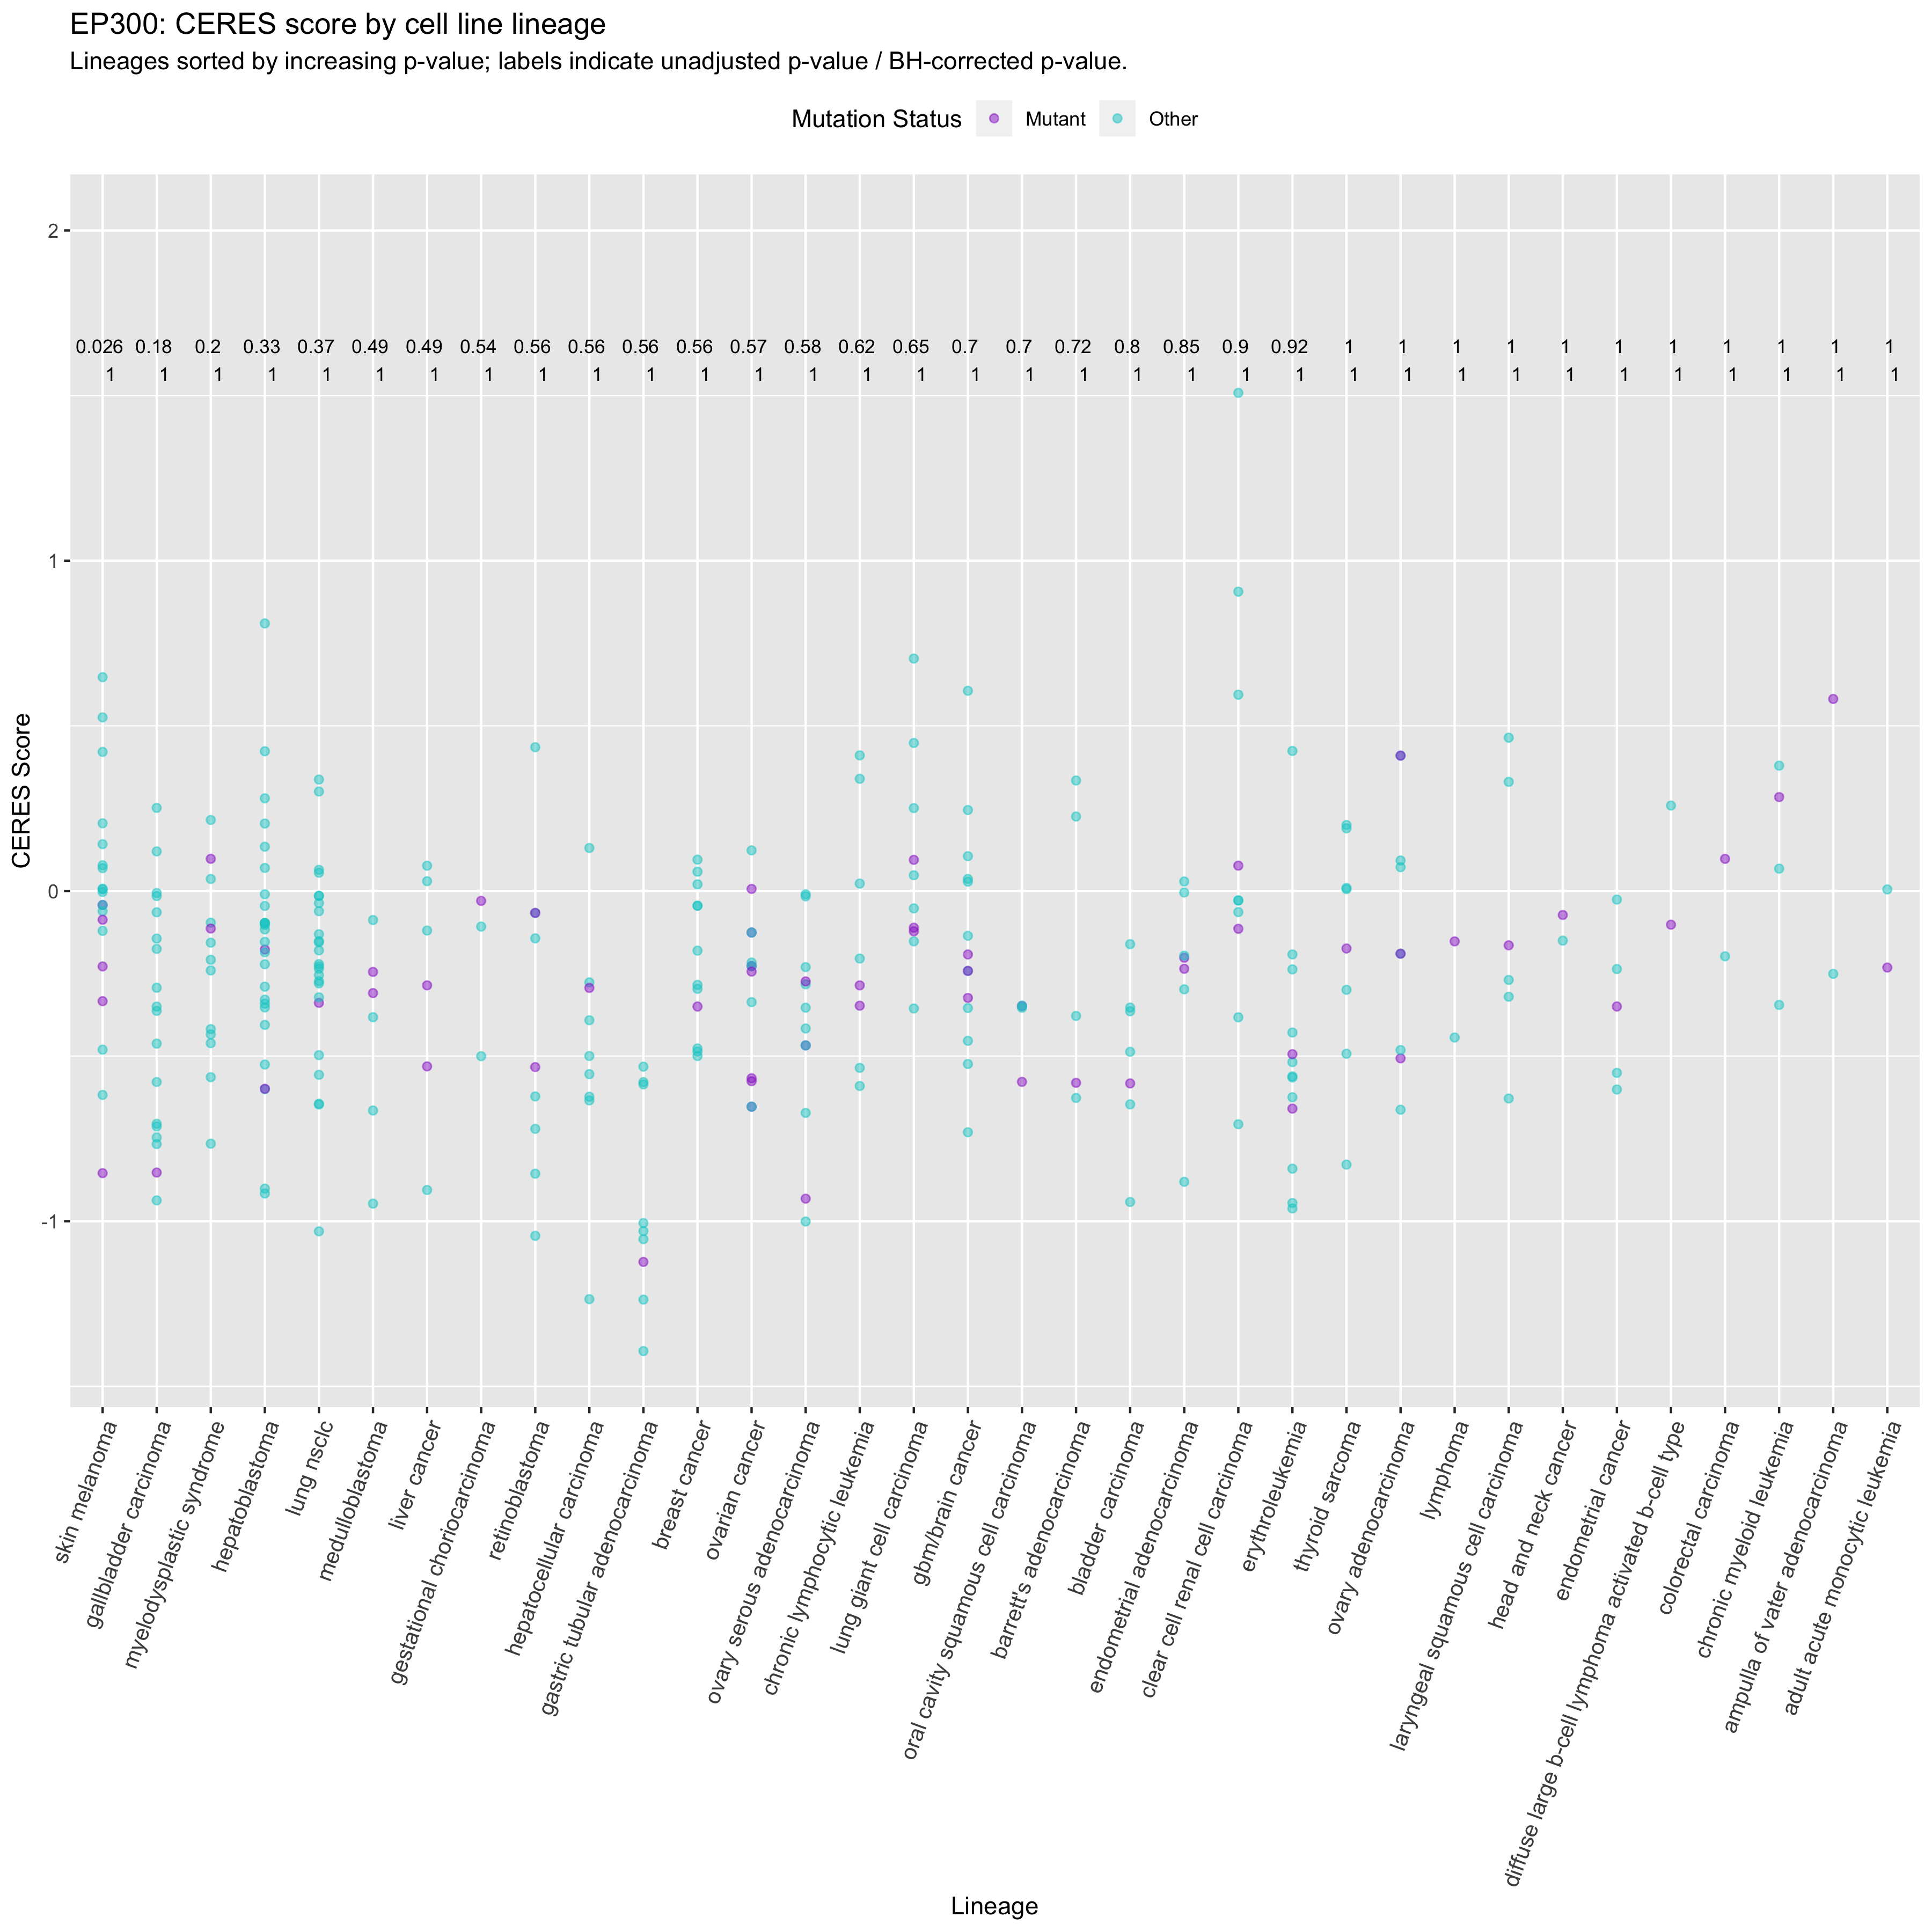 EP300: CERES score by cell line lineage
Lineages sorted by increasing p-value; labels indicate unadjusted p-value / BH-corrected p-value.
Mutation Status Mutant Other
CERES Score
2
1
0
-1
0.026 0.18 0.2 0.33 0.37 0.49 0.49 0.54 0.56 0.56 0.56 0.56 0.57 0.58 0.62 0.65 0.7 0.7 0.72 0.8 0.85 0.9 0.92 1 1 1 1 1 1 1 1 1 1 1
1 1 1 1 1 1 1 1 1 1 1 1 1 1 1 1 1 1 1 1 1 1 1 1 1 1 1 1 1 1 1 1 1 1
skin melanoma
gallbladder carcinoma
myelodysplastic syndrome
hepatoblastoma
lung nsclc
medulloblastoma
liver cancer
gestational choriocarcinoma
retinoblastoma
hepatocellular carcinoma
gastric tubular adenocarcinoma
breast cancer
ovarian cancer
ovary serous adenocarcinoma
chronic lymphocytic leukemia
lung giant cell carcinoma
gbm/brain cancer
oral cavity squamous cell carcinoma
barrett's adenocarcinoma
bladder carcinoma
endometrial adenocarcinoma
clear cell renal cell carcinoma
erythroleukemia
thyroid sarcoma
ovary adenocarcinoma
lymphoma
laryngeal squamous cell carcinoma
head and neck cancer
endometrial cancer
diffuse large b-cell lymphoma activated b-cell type
colorectal carcinoma
chronic myeloid leukemia
ampulla of vater adenocarcinoma
adult acute monocytic leukemia
Lineage